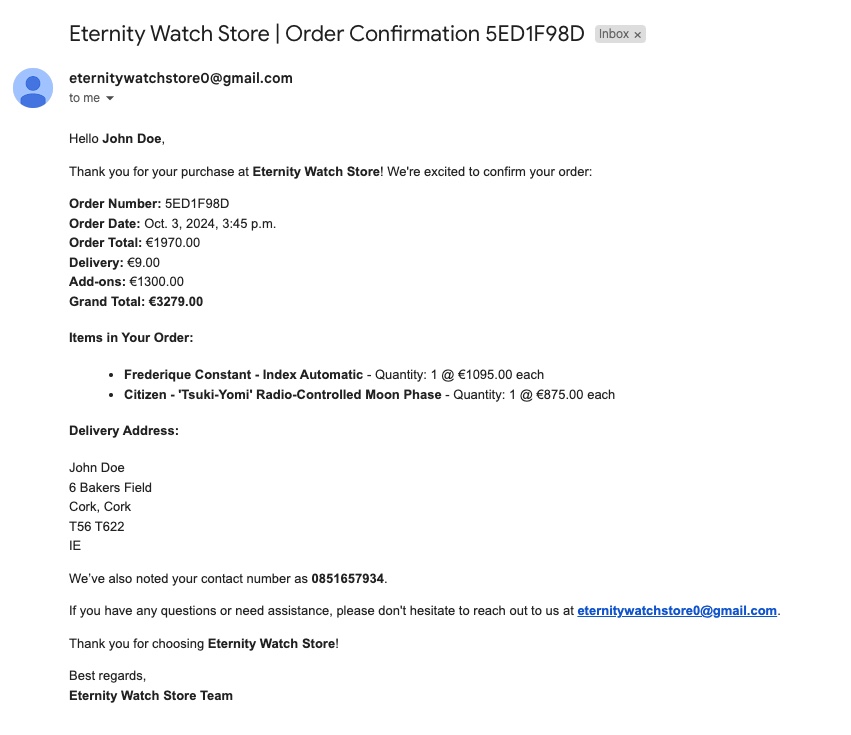 Eternity Watch Store | Order Confirmation 5ED1F98D Inbox ×
eternitywatchstore0@gmail.com
to me
Hello John Doe,
Thank you for your purchase at Eternity Watch Store! We're excited to confirm your order:
Order Number: 5ED1F98D
Order Date: Oct. 3, 2024, 3:45 p.m.
Order Total: €1970.00
Delivery: €9.00
Add-ons: €1300.00
Grand Total: €3279.00
Items in Your Order:
• Frederique Constant - Index Automatic - Quantity: 1 @ €1095.00 each
• Citizen - 'Tsuki-Yomi' Radio-Controlled Moon Phase - Quantity: 1 @ €875.00 each
Delivery Address:
John Doe
6 Bakers Field
Cork, Cork
T56 T622
IE
We've also noted your contact number as 0851657934.
If you have any questions or need assistance, please don't hesitate to reach out to us at eternitywatchstore0@gmail.com.
Thank you for choosing Eternity Watch Store!
Best regards,
Eternity Watch Store Team